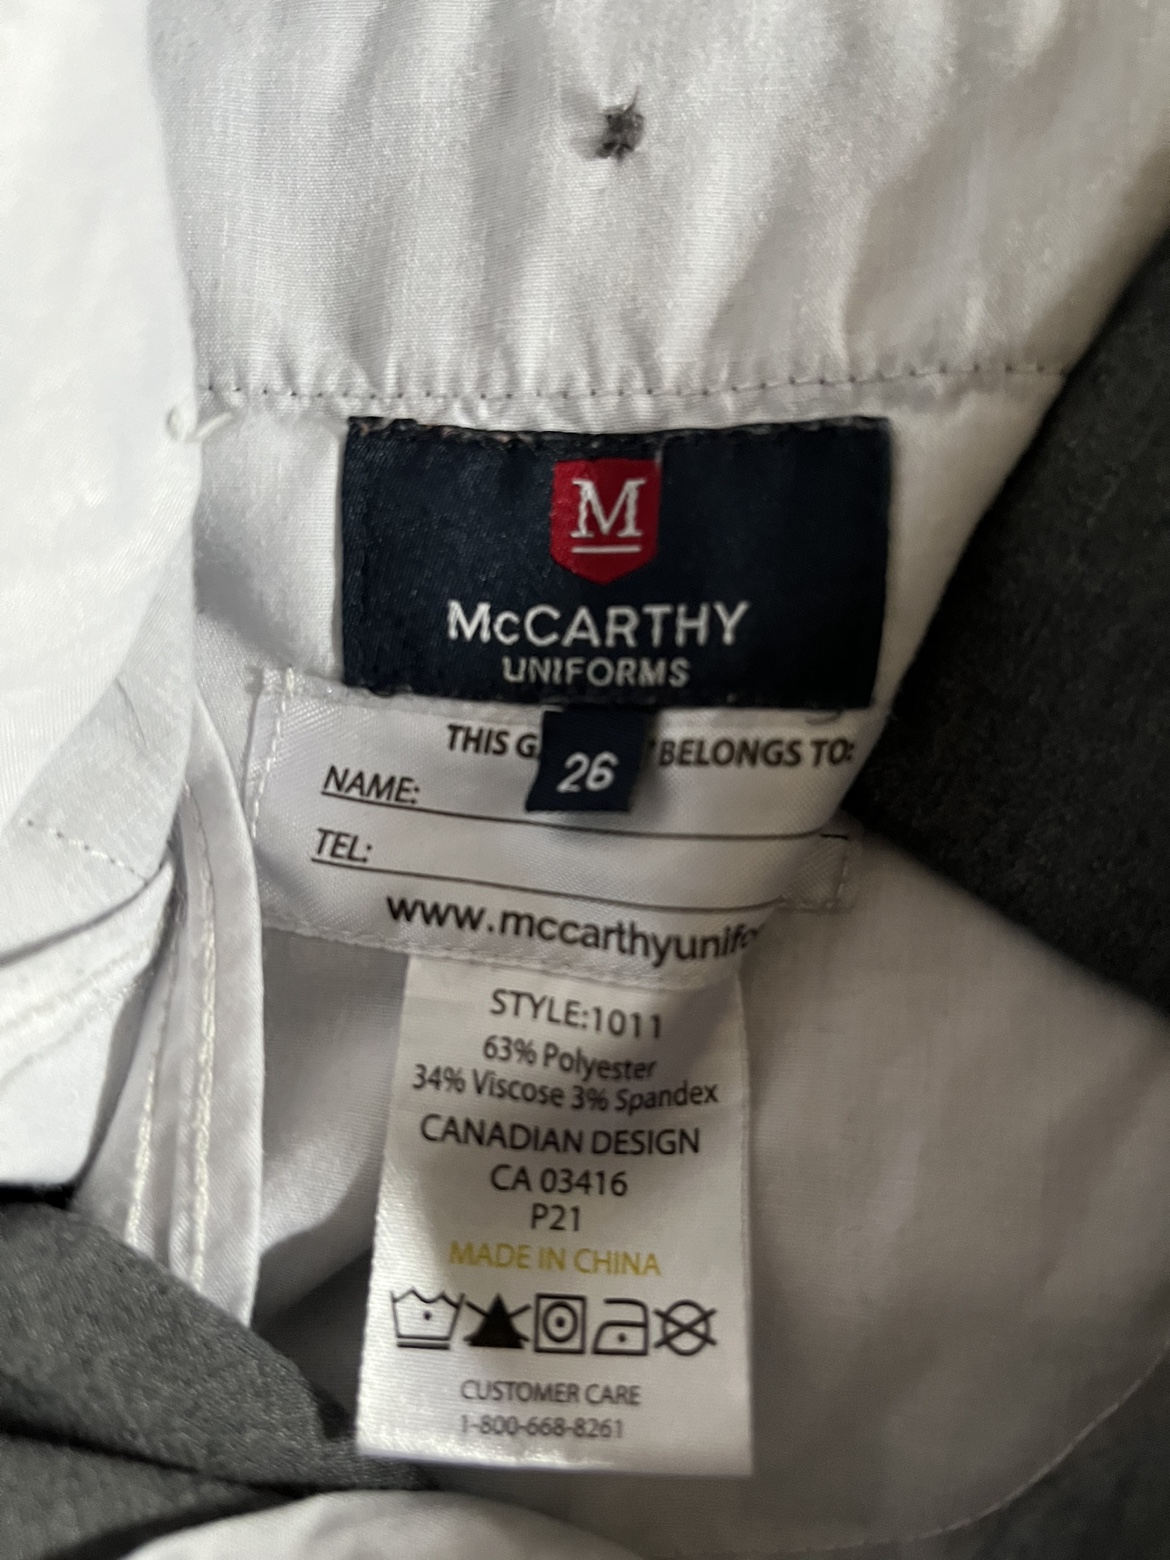 M
McCARTHY
UNIFORMS
26
THIS G BELONGS TO:
NAME:
TEL:
www.mccarthyunifo
STYLE:1011
63% Polyester
34% Viscose 3% Spandex
CANADIAN DESIGN
CA 03416
P21
MADE IN CHINA
CUSTOMER CARE
1-800-668-8261